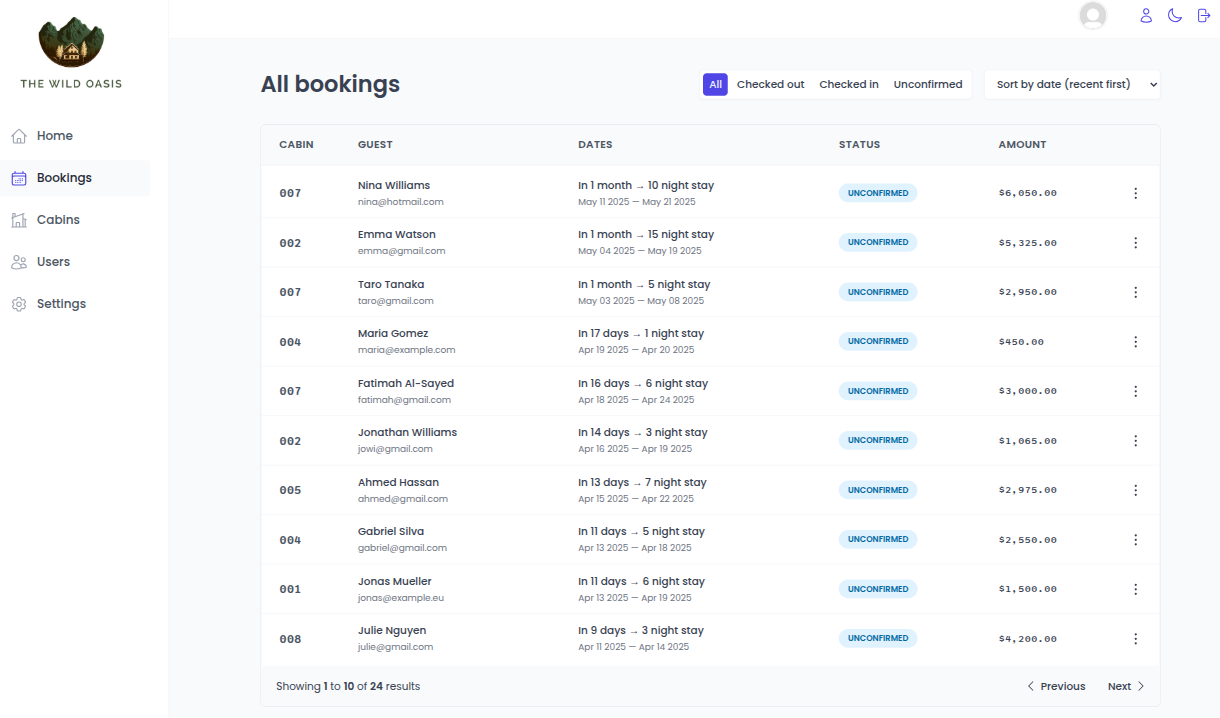 THE WILD OASIS
Home
Bookings
Cabins
Users
Settings
All bookings
All Checked out Checked in Unconfirmed Sort by date (recent first)
CABIN GUEST DATES STATUS AMOUNT
007 Nina Williams In 1 month → 10 night stay UNCONFIRMED $6,050.00
nina@hotmail.com May 11 2025 — May 21 2025
002 Emma Watson In 1 month → 15 night stay UNCONFIRMED $5,325.00
emma@gmail.com May 04 2025 — May 19 2025
007 Taro Tanaka In 1 month → 5 night stay UNCONFIRMED $2,950.00
taro@gmail.com May 03 2025 — May 08 2025
004 Maria Gomez In 17 days → 1 night stay UNCONFIRMED $450.00
maria@example.com Apr 19 2025 — Apr 20 2025
007 Fatimah Al-Sayed In 16 days → 6 night stay UNCONFIRMED $3,000.00
fatimah@gmail.com Apr 18 2025 — Apr 24 2025
002 Jonathan Williams In 14 days → 3 night stay UNCONFIRMED $1,065.00
jowi@gmail.com Apr 16 2025 — Apr 19 2025
005 Ahmed Hassan In 13 days → 7 night stay UNCONFIRMED $2,975.00
ahmed@gmail.com Apr 15 2025 — Apr 22 2025
004 Gabriel Silva In 11 days → 5 night stay UNCONFIRMED $2,550.00
gabriel@gmail.com Apr 13 2025 — Apr 18 2025
001 Jonas Mueller In 11 days → 6 night stay UNCONFIRMED $1,500.00
jonas@example.eu Apr 13 2025 — Apr 19 2025
008 Julie Nguyen In 9 days → 3 night stay UNCONFIRMED $4,200.00
julie@gmail.com Apr 11 2025 — Apr 14 2025
Showing 1 to 10 of 24 results Previous Next